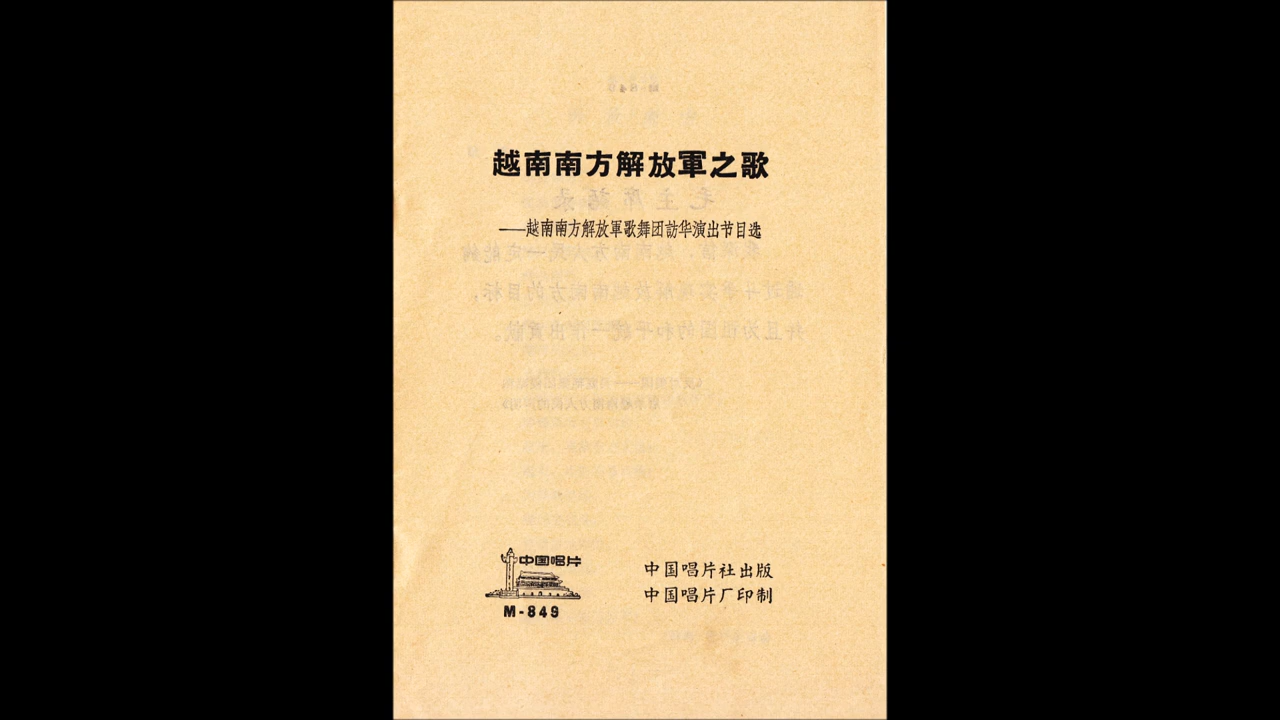 越南南方解放軍之歌
——越南南方解放軍歌舞团訪华演出节目选
中国唱片
M-849
中国唱片社出版
中国唱片厂印制